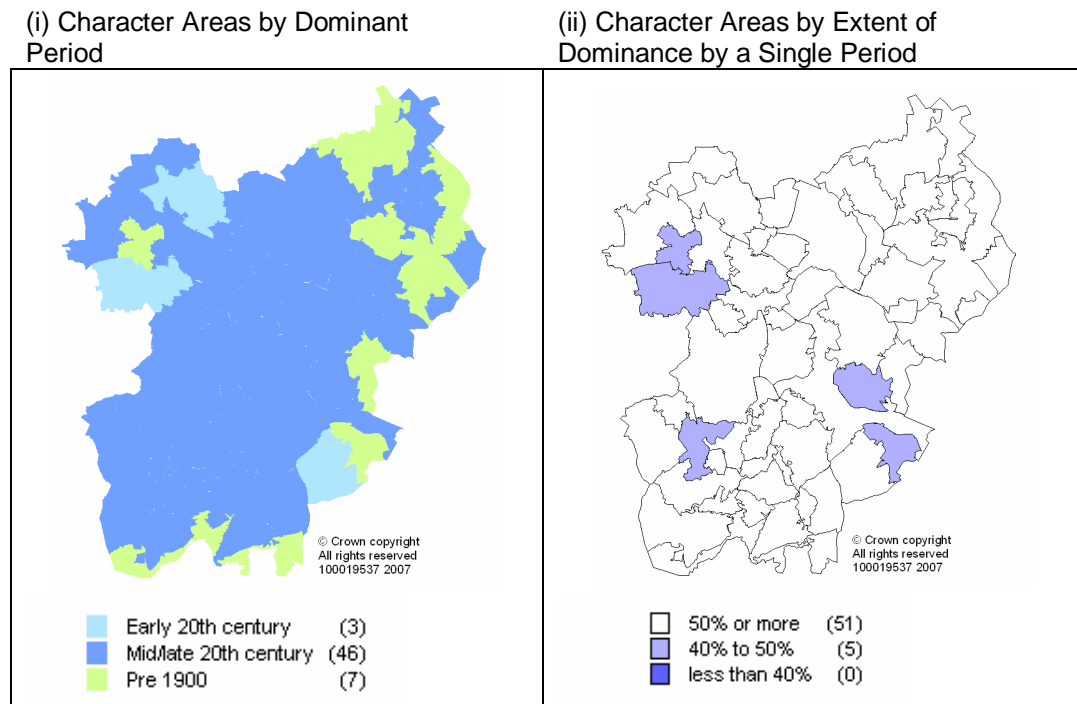 (i) Character Areas by Dominant
Period
© Crown copyright
All rights reserved
100019537 2007
Early 20th century (3)
Mid/late 20th century (46)
Pre 1900 (7)
(ii) Character Areas by Extent of
Dominance by a Single Period
© Crown copyright
All rights reserved
100019537 2007
50% or more (51)
40% to 50% (5)
less than 40% (0)